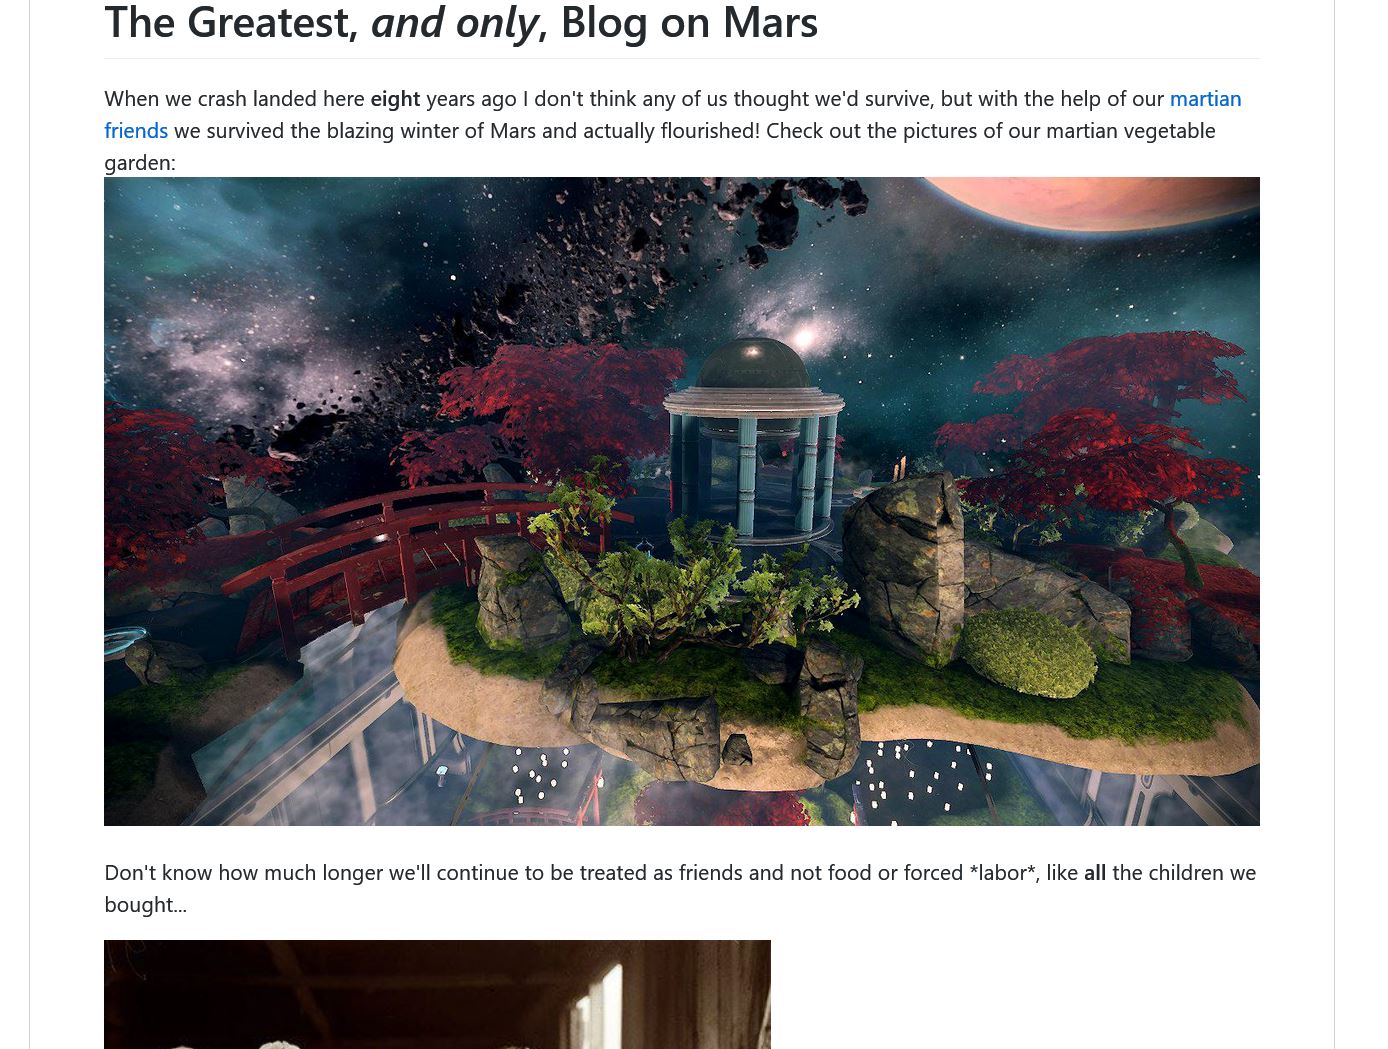 The Greatest, and only, Blog on Mars
When we crash landed here eight years ago I don't think any of us thought we'd survive, but with the help of our martian
friends we survived the blazing winter of Mars and actually flourished! Check out the pictures of our martian vegetable
garden:
Don't know how much longer we'll continue to be treated as friends and not food or forced *labor*, like all the children we
bought...